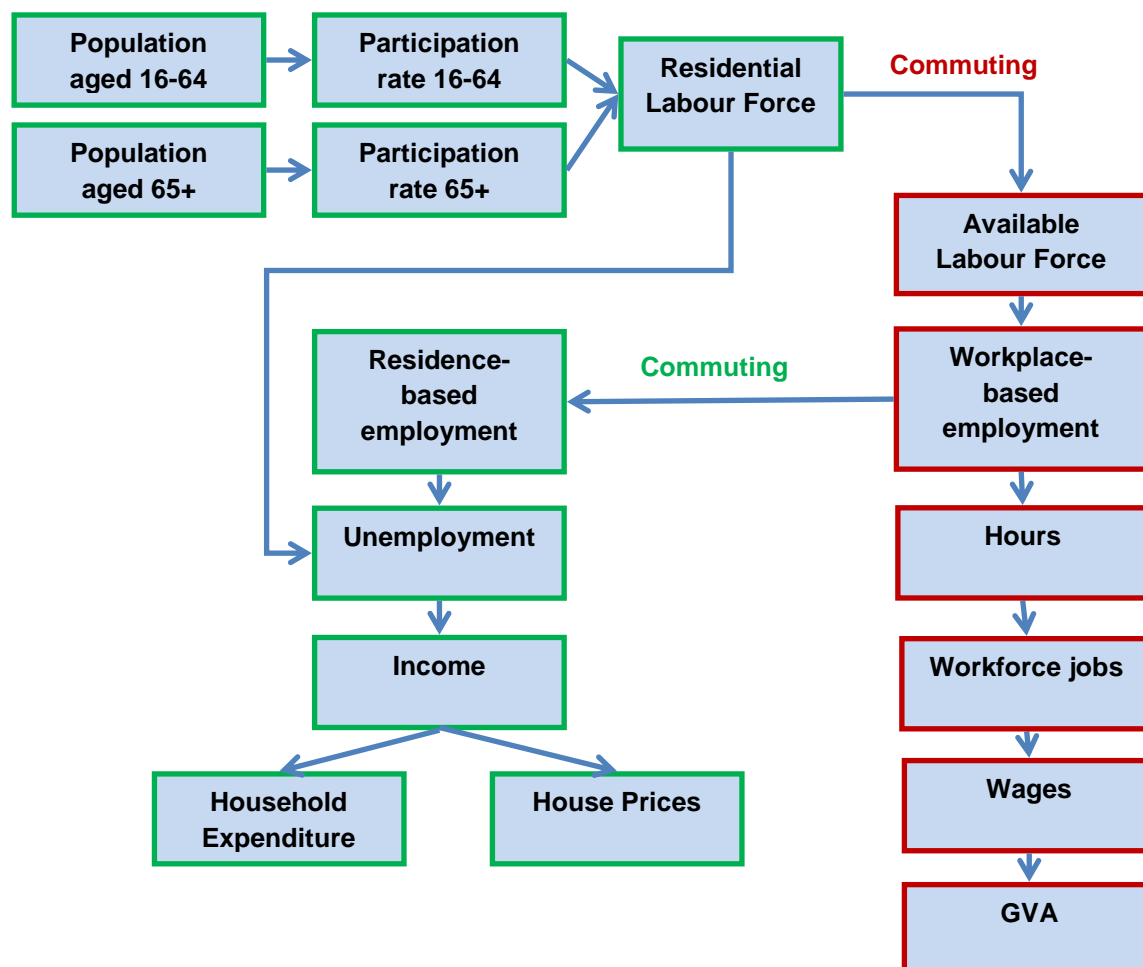 Population
aged 16-64
Participation
rate 16-64
Residential
Labour Force
Commuting
Population
aged 65+
Participation
rate 65+
Available
Labour Force
Residence-
based
employment
Commuting
Workplace-
based
employment
Unemployment
Hours
Income
Workforce jobs
Household
Expenditure
House Prices
Wages
GVA